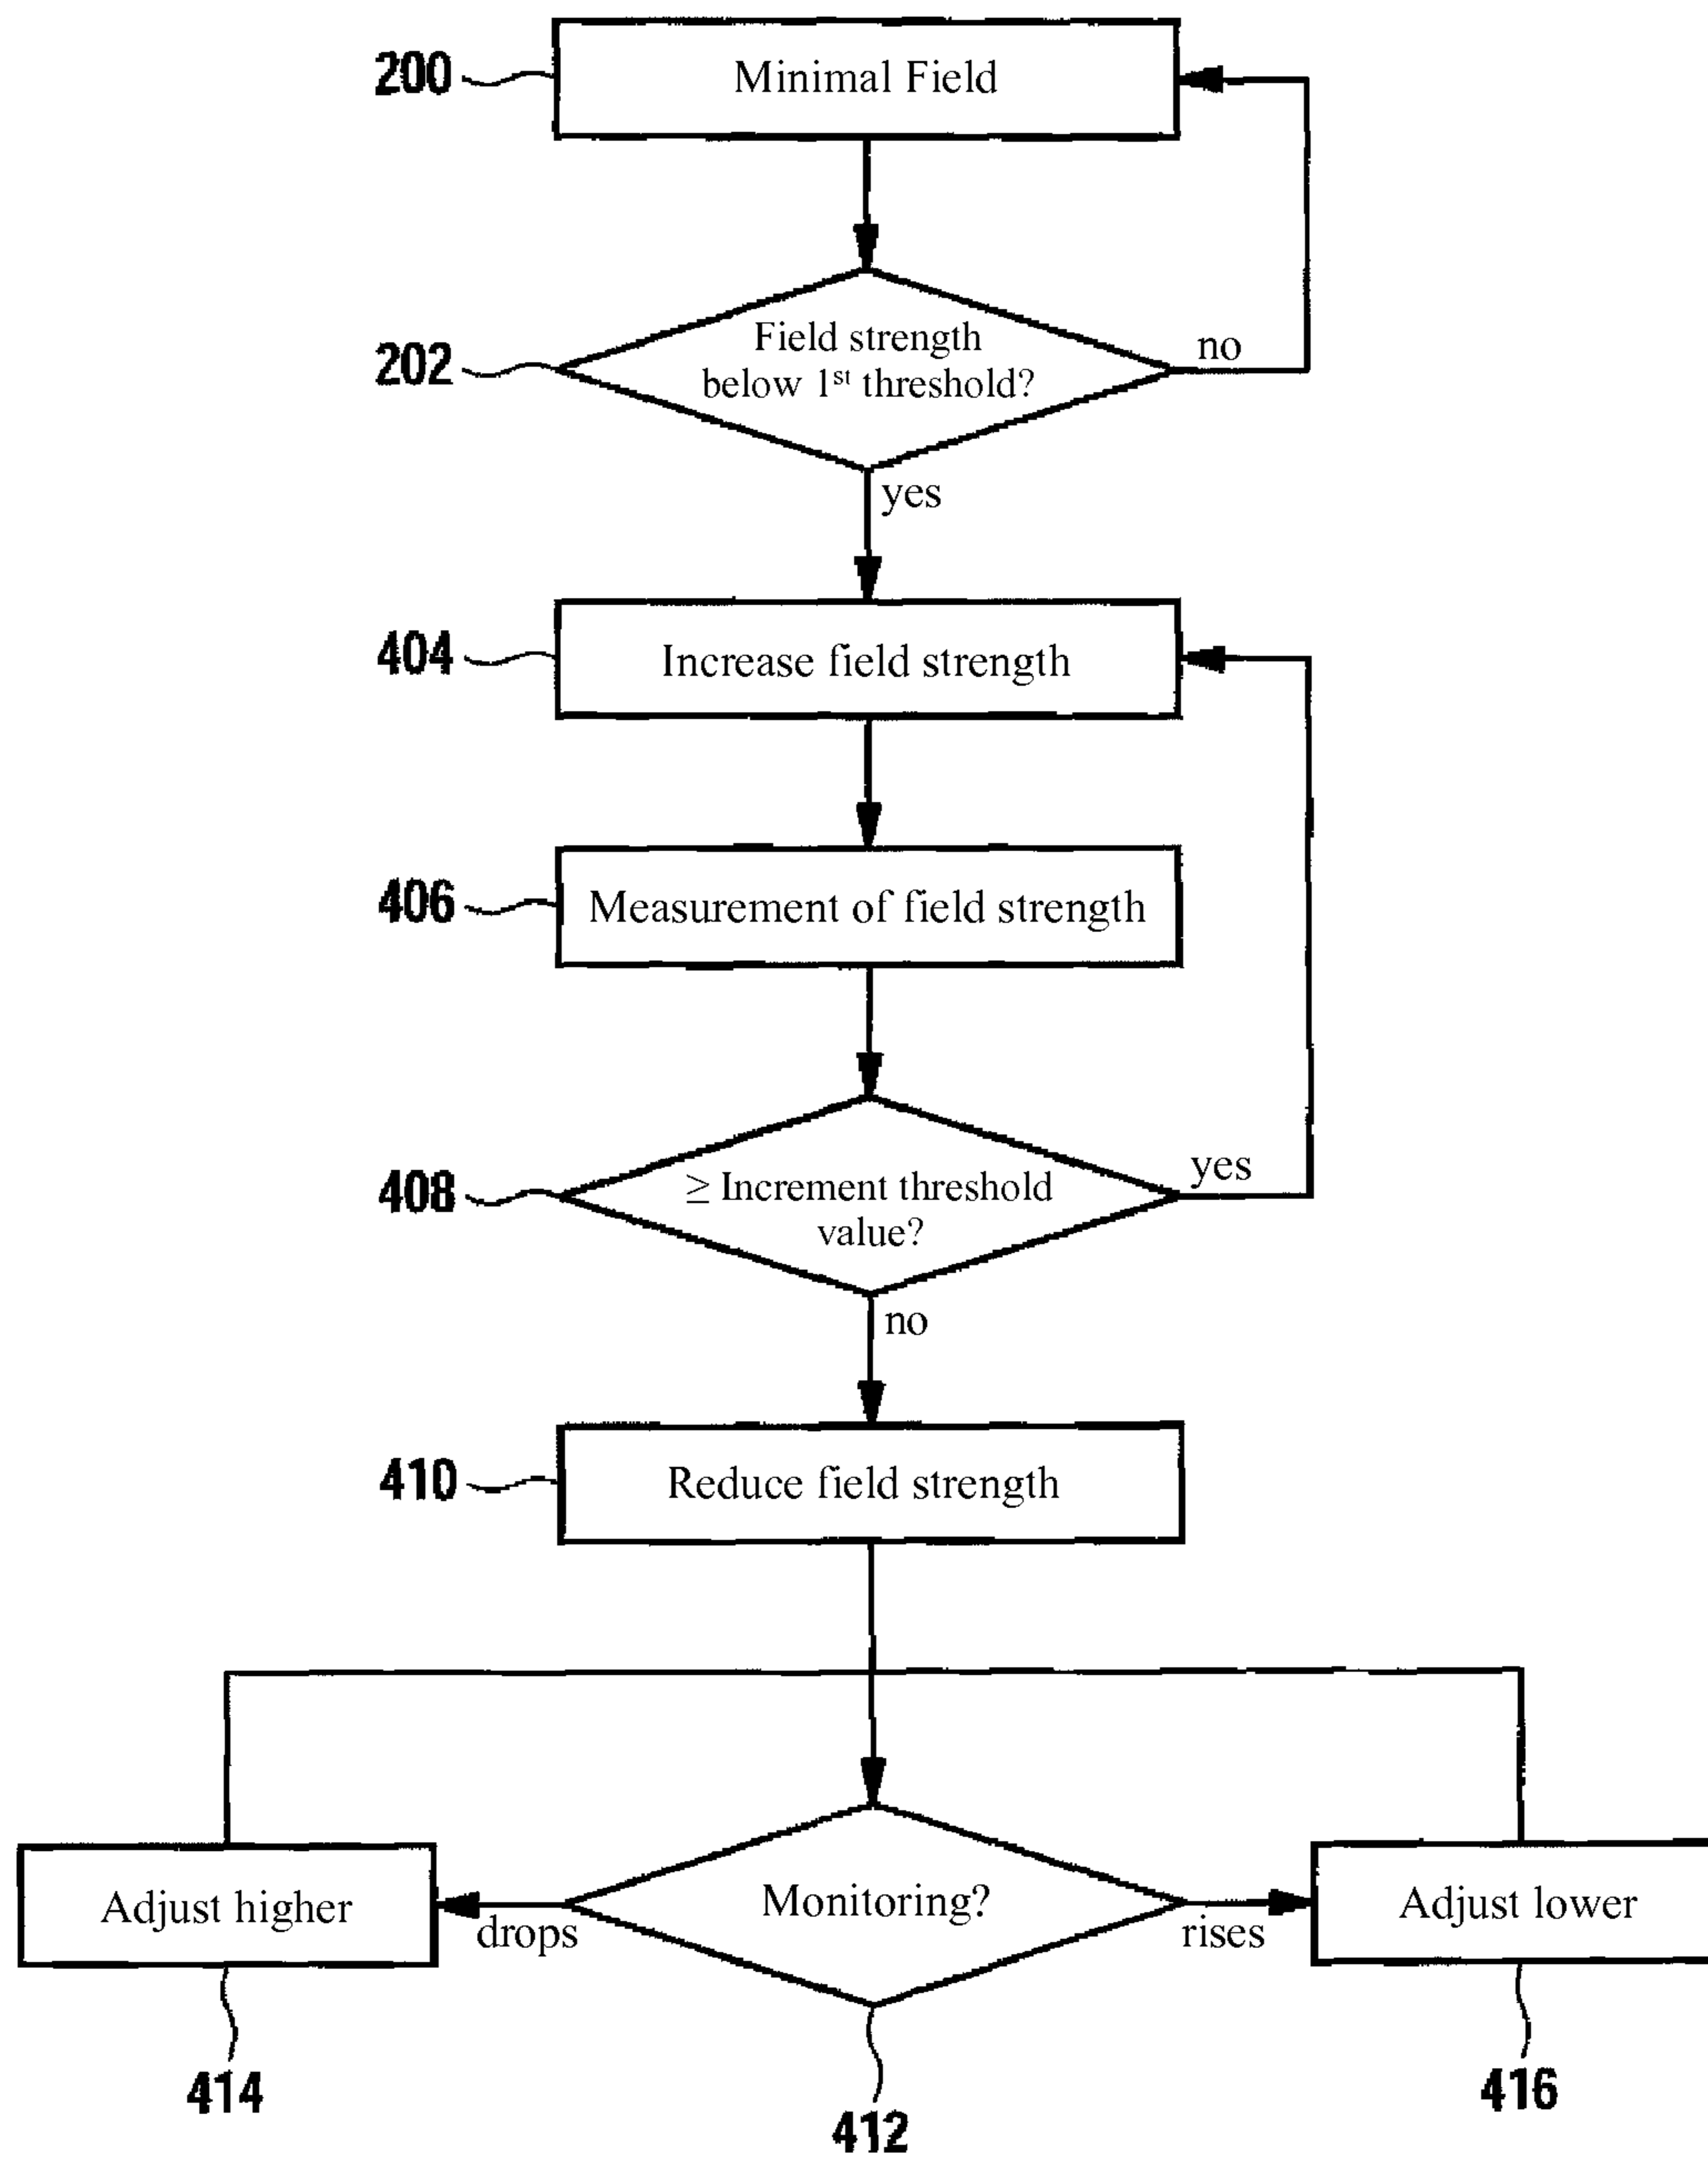 200
Minimal Field
202
Field strength
below 1st threshold?
no
yes
404
Increase field strength
406
Measurement of field strength
408
≥ Increment threshold
value?
yes
no
410
Reduce field strength
Adjust higher
drops
Monitoring?
rises
Adjust lower
414
412
416